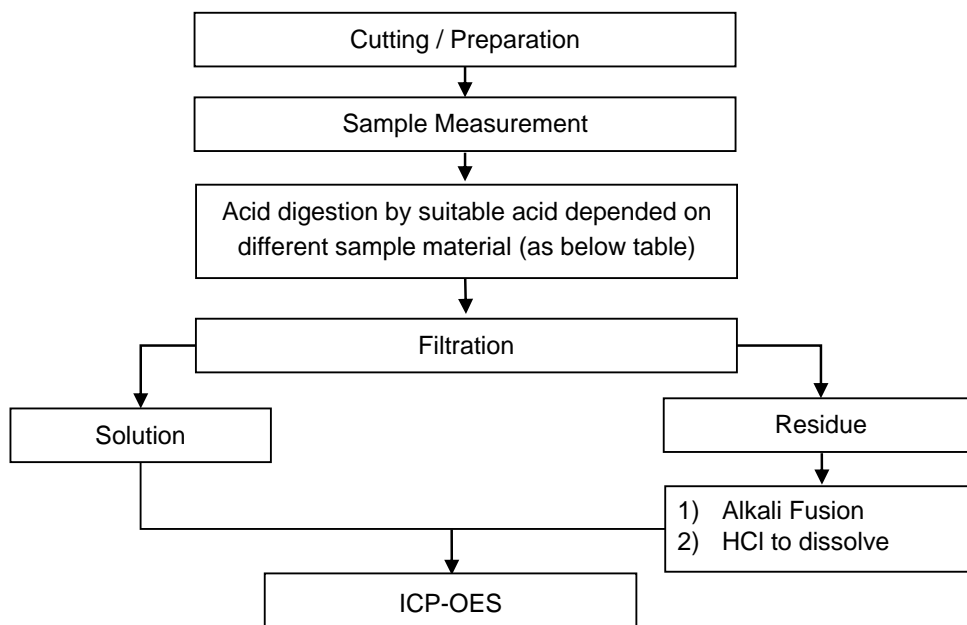 Cutting / Preparation
Sample Measurement
Acid digestion by suitable acid depended on
different sample material (as below table)
Filtration
Solution
Residue
1) Alkali Fusion
2) HCl to dissolve
ICP-OES